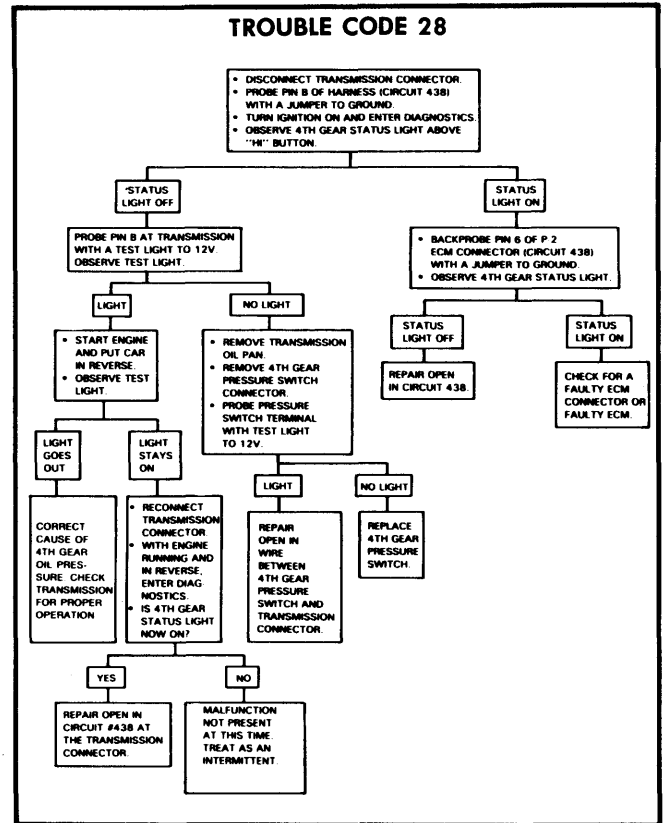 TROUBLE CODE 28
• DISCONNECT TRANSMISSION CONNECTOR.
• PROBE PIN B OF HARNESS (CIRCUIT 438)
WITH A JUMPER TO GROUND.
• TURN IGNITION ON AND ENTER DIAGNOSTICS.
• OBSERVE 4TH GEAR STATUS LIGHT ABOVE
"HI" BUTTON.
STATUS
LIGHT OFF
STATUS
LIGHT ON
PROBE PIN B AT TRANSMISSION
WITH A TEST LIGHT TO 12V.
OBSERVE TEST LIGHT.
• BACKPROBE PIN 6 OF P 2
ECM CONNECTOR (CIRCUIT 438)
WITH A JUMPER TO GROUND.
• OBSERVE 4TH GEAR STATUS LIGHT.
LIGHT
NO LIGHT
STATUS
LIGHT OFF
STATUS
LIGHT ON
• START ENGINE
AND PUT CAR
IN REVERSE.
• OBSERVE TEST
LIGHT.
• REMOVE TRANSMISSION
OIL PAN.
• REMOVE 4TH GEAR
PRESSURE SWITCH
CONNECTOR.
• PROBE PRESSURE
SWITCH TERMINAL
WITH TEST LIGHT
TO 12V.
REPAIR OPEN
IN CIRCUIT 438.
CHECK FOR A
FAULTY ECM
CONNECTOR OR
FAULTY ECM.
LIGHT
GOES
OUT
LIGHT
STAYS
ON
LIGHT
NO LIGHT
CORRECT
CAUSE OF
4TH GEAR
OIL PRES-
SURE. CHECK
TRANSMISSION
FOR PROPER
OPERATION
• RECONNECT
TRANSMISSION
CONNECTOR.
• WITH ENGINE
RUNNING AND
IN REVERSE,
ENTER DIAG-
NOSTICS.
• IS 4TH GEAR
STATUS LIGHT
NOW ON?
REPAIR
OPEN IN
WIRE
BETWEEN
4TH GEAR
PRESSURE
SWITCH AND
TRANSMISSION
CONNECTOR.
REPLACE
4TH GEAR
PRESSURE
SWITCH.
YES
NO
REPAIR OPEN IN
CIRCUIT #438 AT
THE TRANSMISSION
CONNECTOR.
MALFUNCTION
NOT PRESENT
AT THIS TIME.
TREAT AS AN
INTERMITTENT.